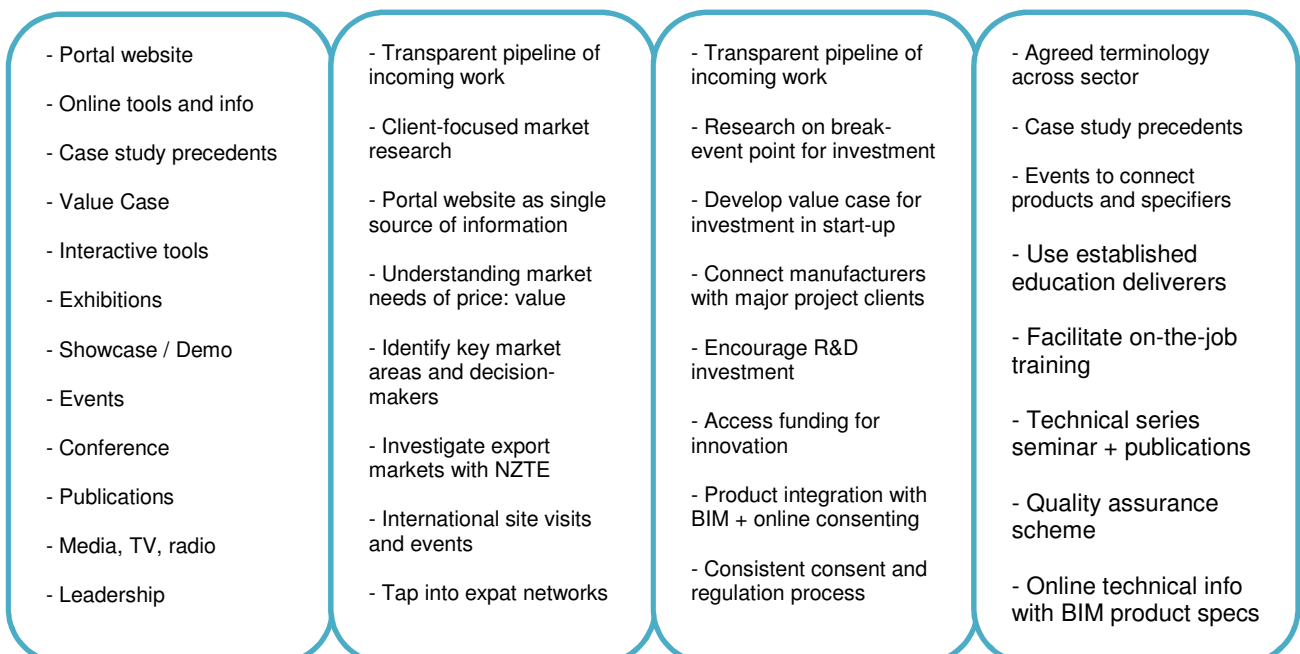 - Portal website
- Online tools and info
- Case study precedents
- Value Case
- Interactive tools
- Exhibitions
- Showcase / Demo
- Events
- Conference
- Publications
- Media, TV, radio
- Leadership
- Transparent pipeline of
incoming work
- Client-focused market
research
- Portal website as single
source of information
- Understanding market
needs of price: value
- Identify key market
areas and decision-
makers
- Investigate export
markets with NZTE
- International site visits
and events
- Tap into expat networks
- Transparent pipeline of
incoming work
- Research on break-
event point for investment
- Develop value case for
investment in start-up
- Connect manufacturers
with major project clients
- Encourage R&D
investment
- Access funding for
innovation
- Product integration with
BIM + online consenting
- Consistent consent and
regulation process
- Agreed terminology
across sector
- Case study precedents
- Events to connect
products and specifiers
- Use established
education deliverers
- Facilitate on-the-job
training
- Technical series
seminar + publications
- Quality assurance
scheme
- Online technical info
with BIM product specs